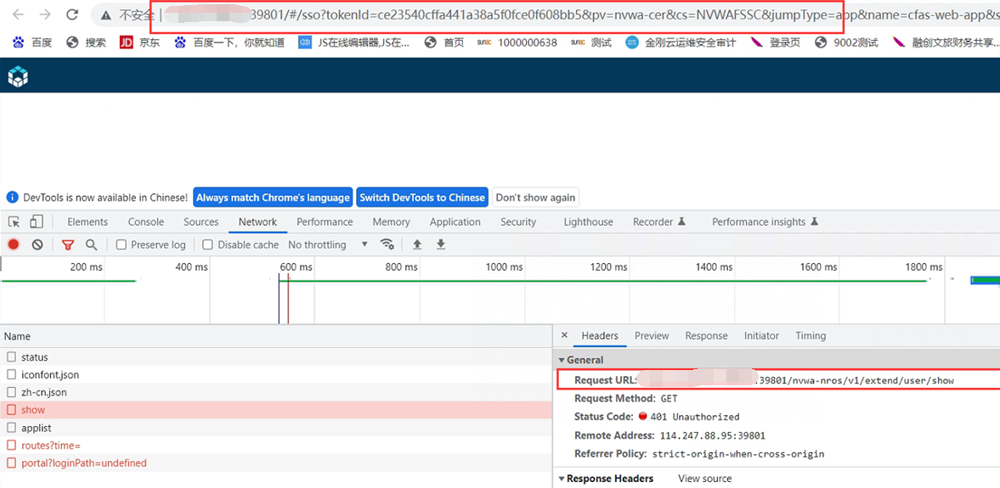 不安全 | 39801/#/sso?tokenId=ce23540cffa441a38a5f0fce0f608bb5&pv=nvwa-cer&cs=NVWAFSSC&jumpType=app&name=cfas-web-app&s
百度 搜索 JD 京东 百度一下，你就知道 JS在线编辑器,JS在... 首页 sunac 1000000638 sunac 测试 金刚云运维安全审计 登录页 9002测试 融创文旅财务共享...
DevTools is now available in Chinese! Always match Chrome's language Switch DevTools to Chinese Don't show again
Elements Console Sources Network Performance Memory Application Security Lighthouse Recorder Performance insights
Preserve log Disable cache No throttling
200 ms 400 ms 600 ms 800 ms 1000 ms 1200 ms 1400 ms 1600 ms 1800 ms
Name
status
iconfont.json
zh-cn.json
show
applist
routes?time=
portal?loginPath=undefined
× Headers Preview Response Initiator Timing
General
Request URL: .39801/nvwa-nros/v1/extend/user/show
Request Method: GET
Status Code: 401 Unauthorized
Remote Address: 114.247.88.95:39801
Referrer Policy: strict-origin-when-cross-origin
Response Headers View source